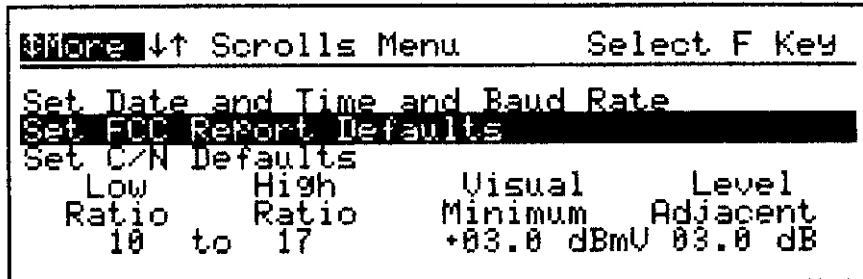 ↕More ↓↑ Scrolls Menu Select F Key
Set Date and Time and Baud Rate
Set FCC Report Defaults
Set C/N Defaults
Low High Visual Level
Ratio Ratio Minimum Adjacent
10 to 17 +03.0 dBmV 03.0 dB